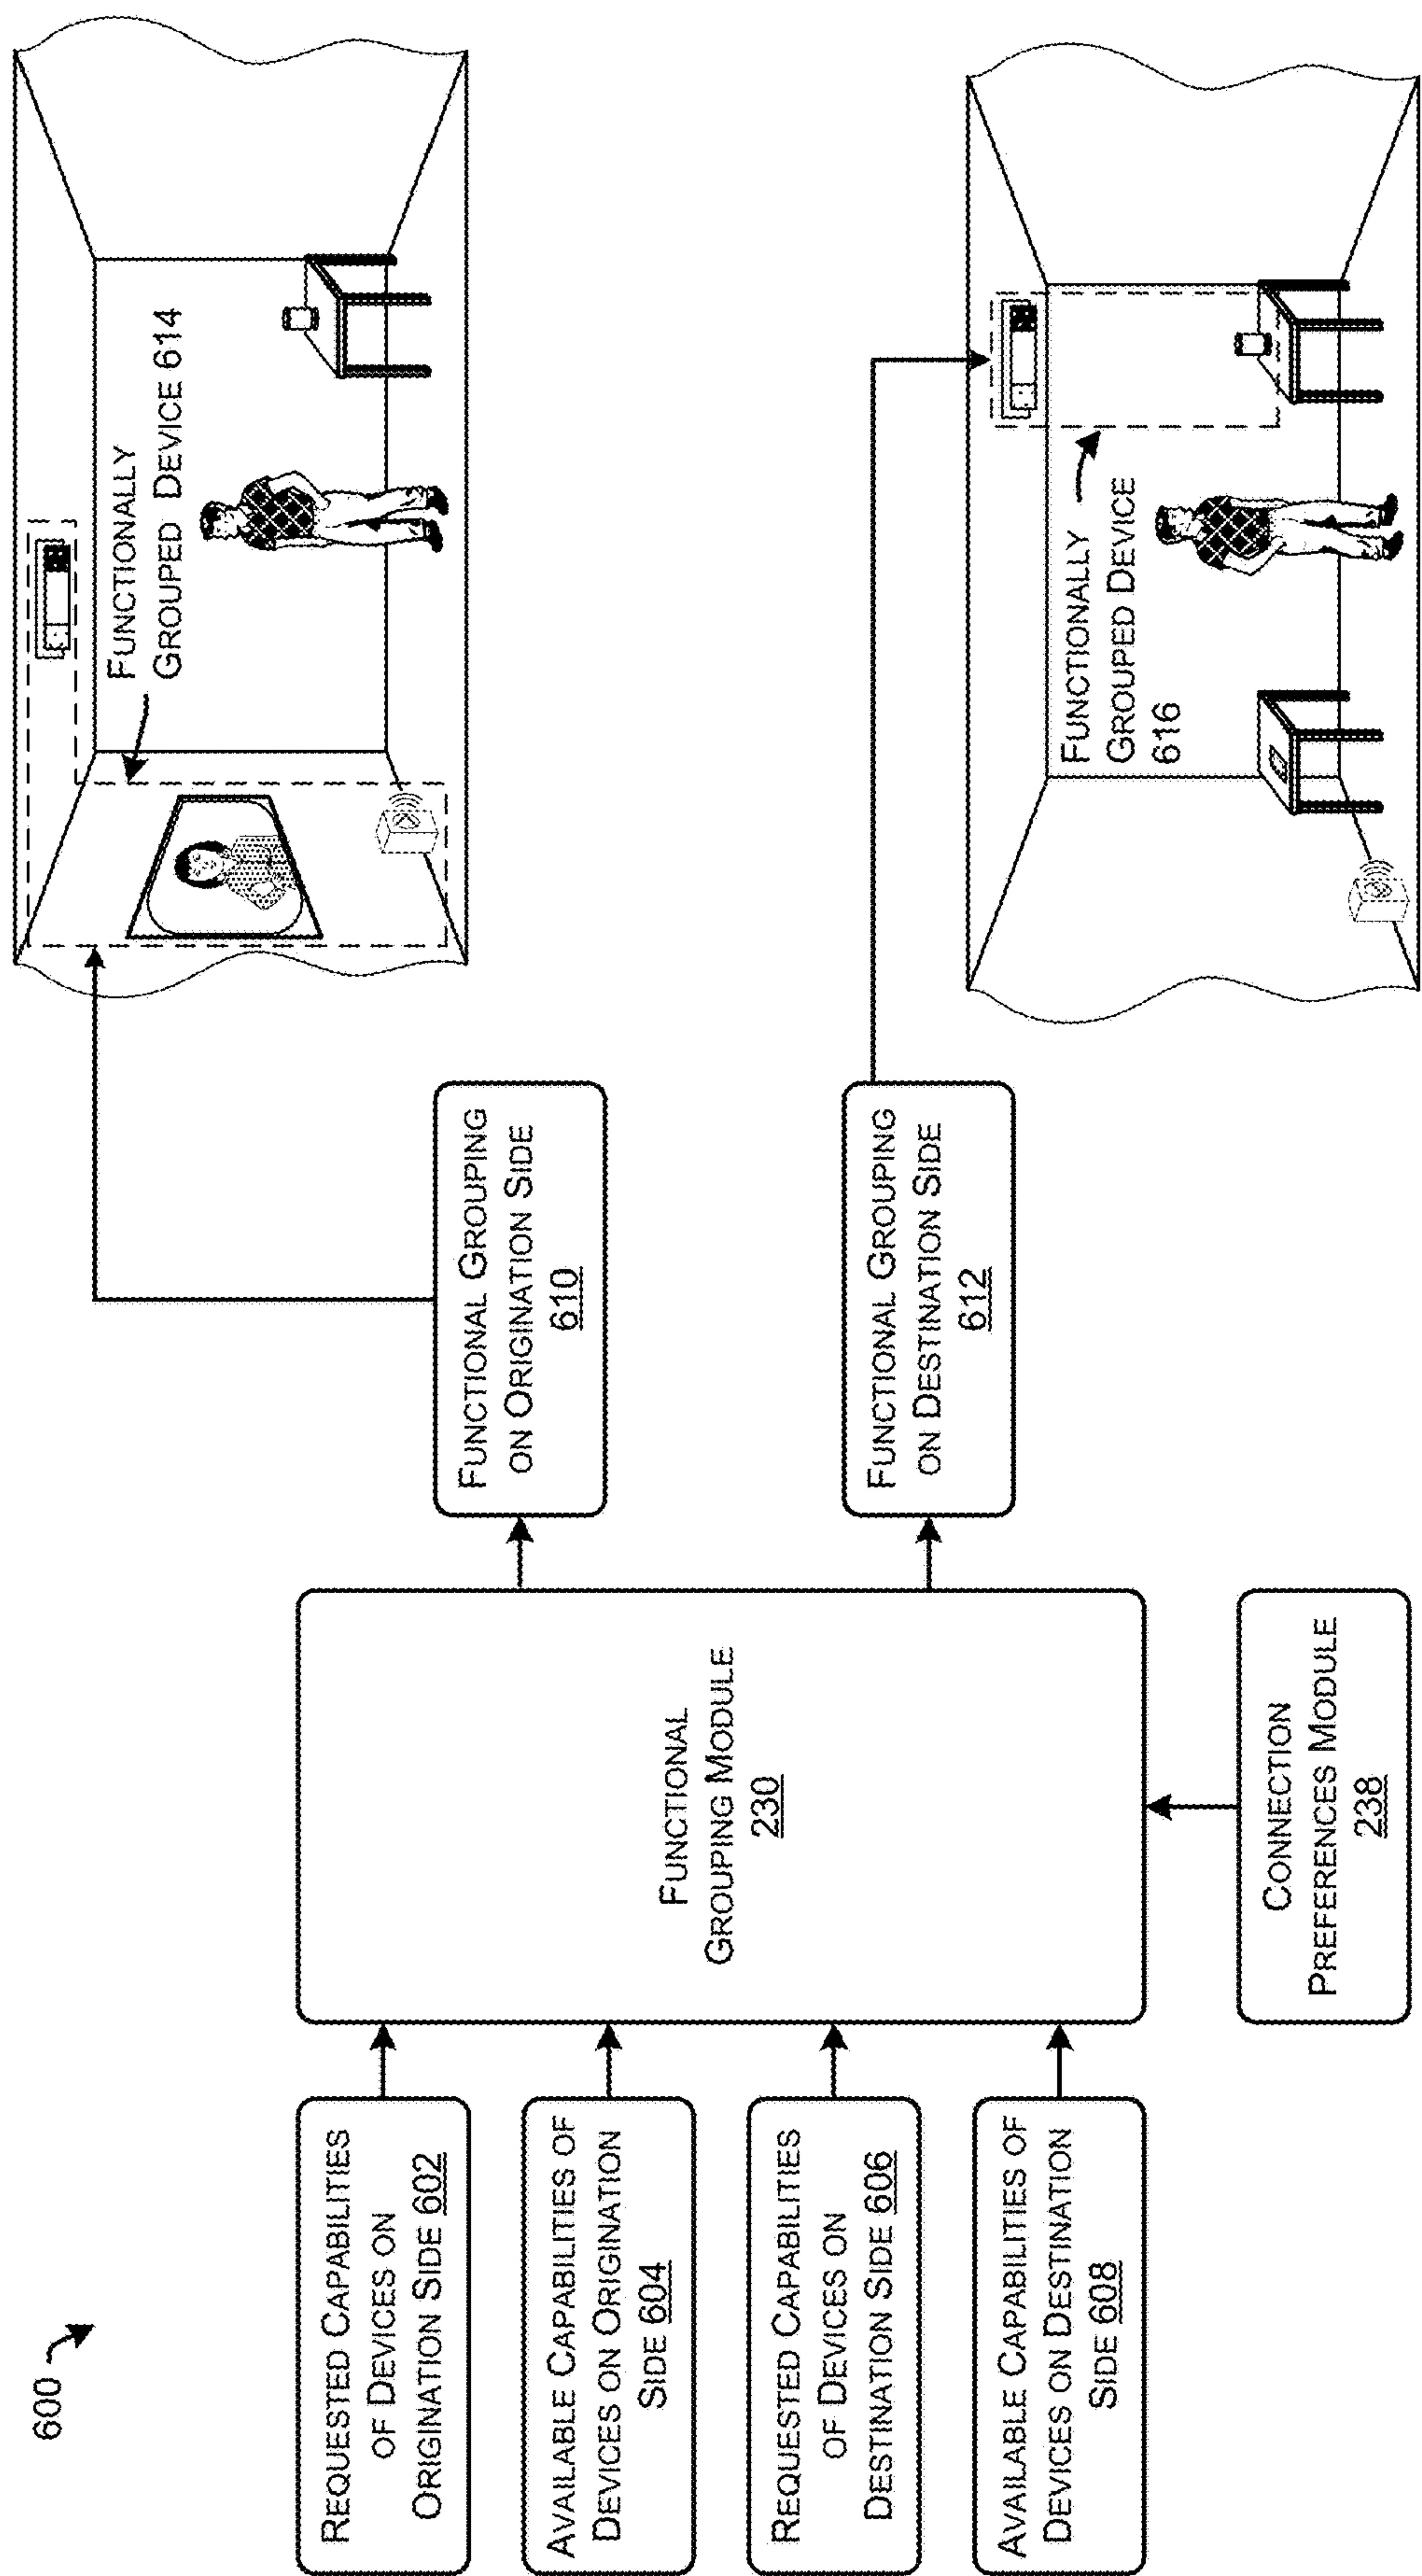 600
REQUESTED CAPABILITIES
OF DEVICES ON
ORIGINATION SIDE 602
AVAILABLE CAPABILITIES OF
DEVICES ON ORIGINATION
SIDE 604
REQUESTED CAPABILITIES
OF DEVICES ON
DESTINATION SIDE 606
AVAILABLE CAPABILITIES OF
DEVICES ON DESTINATION
SIDE 608
FUNCTIONAL
GROUPING MODULE
230
CONNECTION
PREFERENCES MODULE
238
FUNCTIONAL GROUPING
ON ORIGINATION SIDE
610
FUNCTIONAL GROUPING
ON DESTINATION SIDE
612
FUNCTIONALLY
GROUPED DEVICE 614
FUNCTIONALLY
GROUPED DEVICE
616